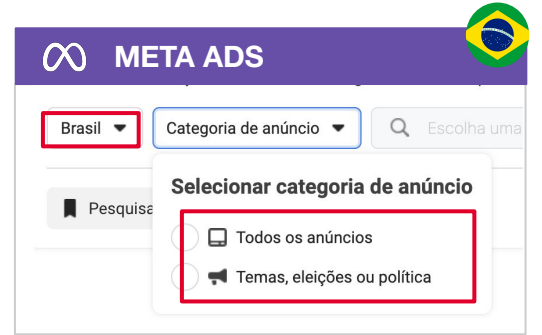 META ADS
Brasil
Categoria de anúncio
Escolha uma
Selecionar categoria de anúncio
Pesquisa
Todos os anúncios
Temas, eleições ou política